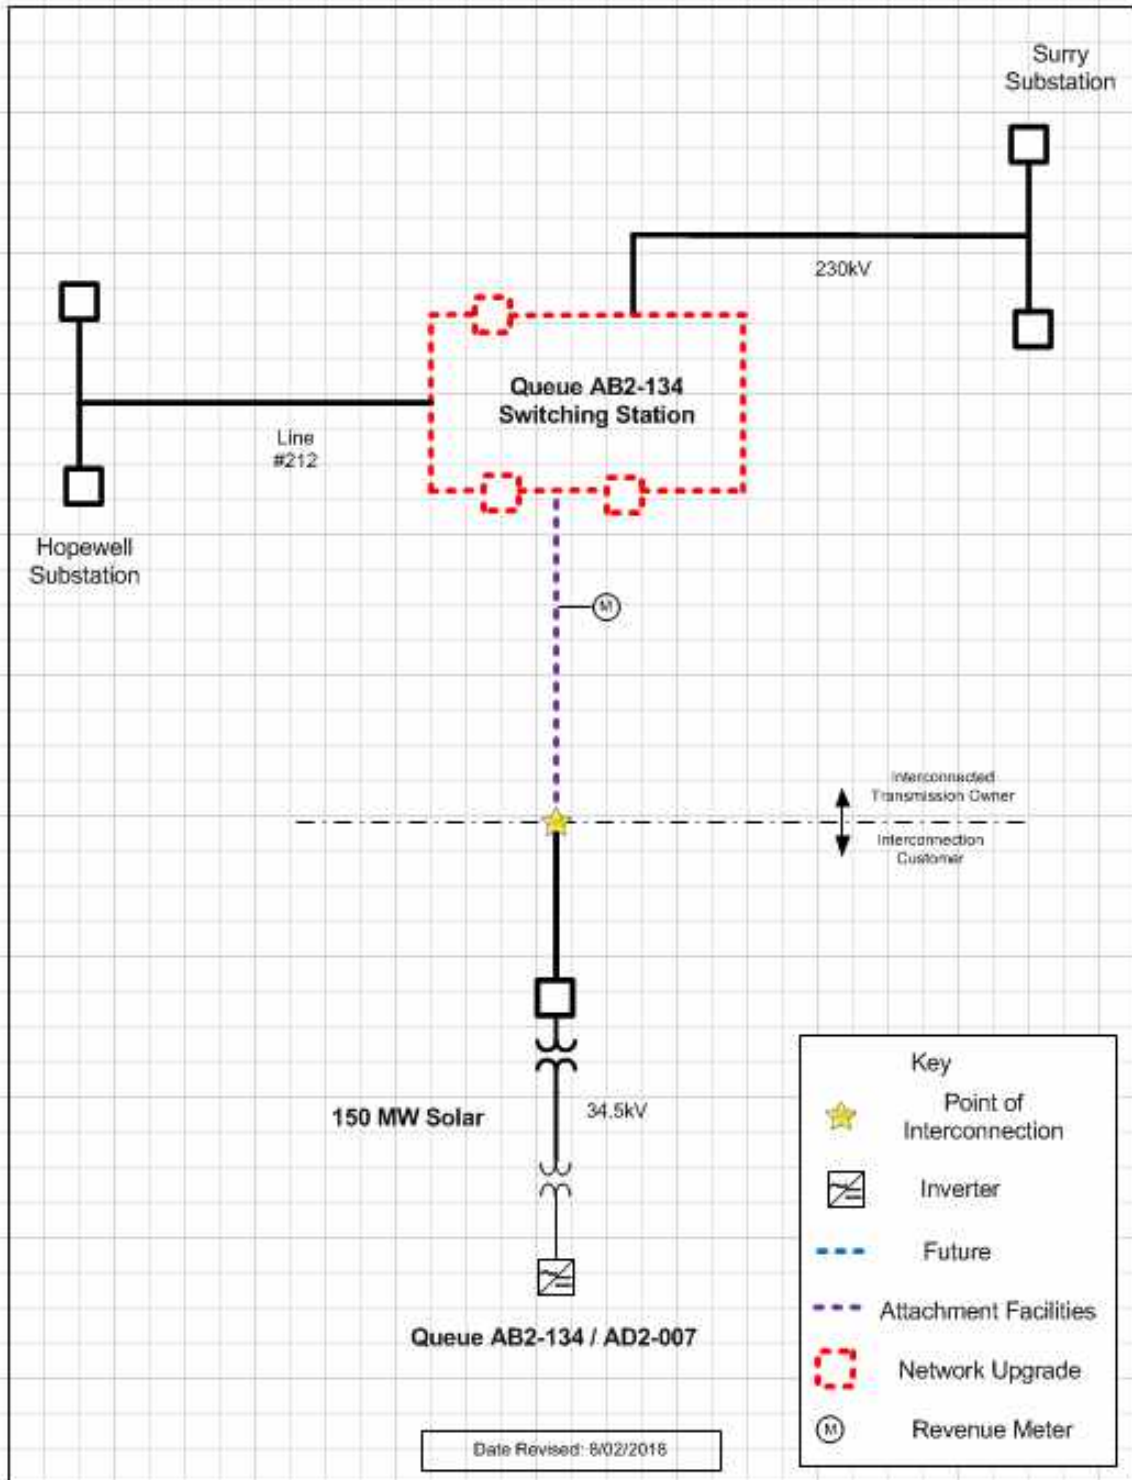 Surry
Substation
230kV
Queue AB2-134
Switching Station
Line
#212
Hopewell
Substation
M
Interconnected
Transmission Owner
Interconnection
Customer
150 MW Solar
34.5kV
Queue AB2-134 / AD2-007
Key
Point of
Interconnection
Inverter
Future
Attachment Facilities
Network Upgrade
M
Revenue Meter
Date Revised: 8/02/2018